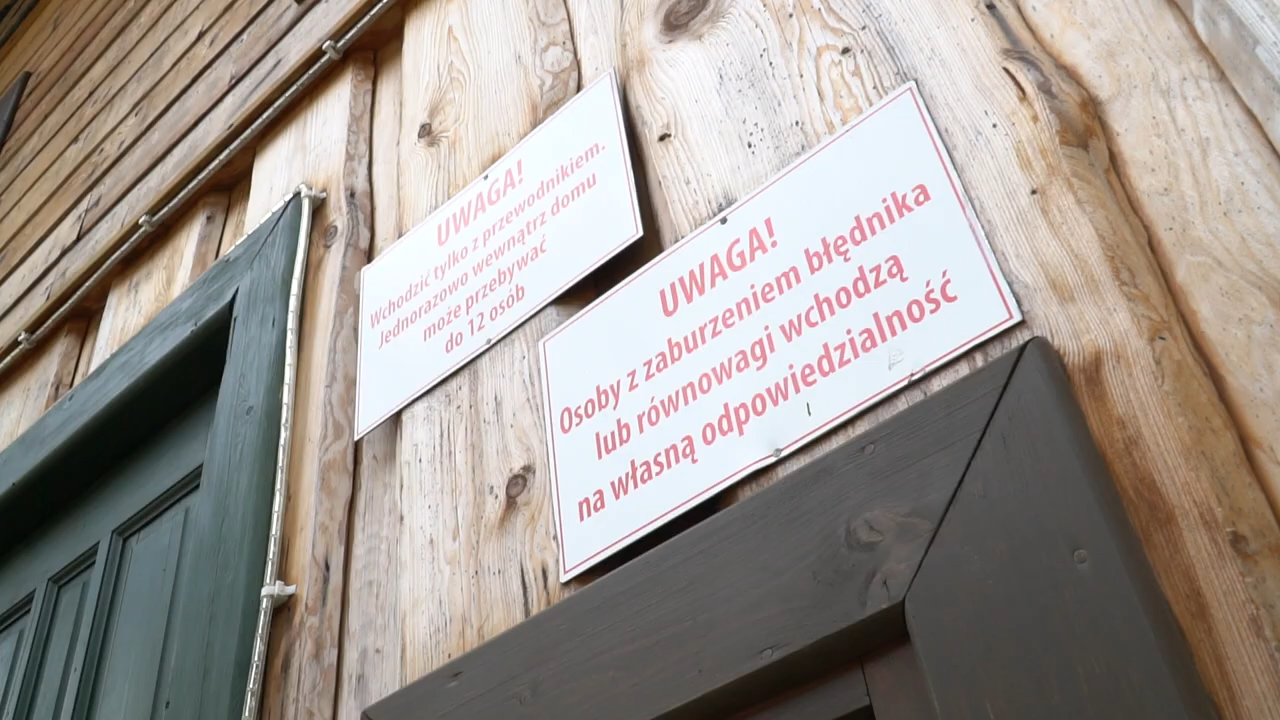 UWAGA!
Wchodzić tylko z przewodnikiem.
Jednorazowo wewnątrz domu
może przebywać
do 12 osób
UWAGA!
Osoby z zaburzeniem błędnika
lub równowagi wchodzą
na własną odpowiedzialność